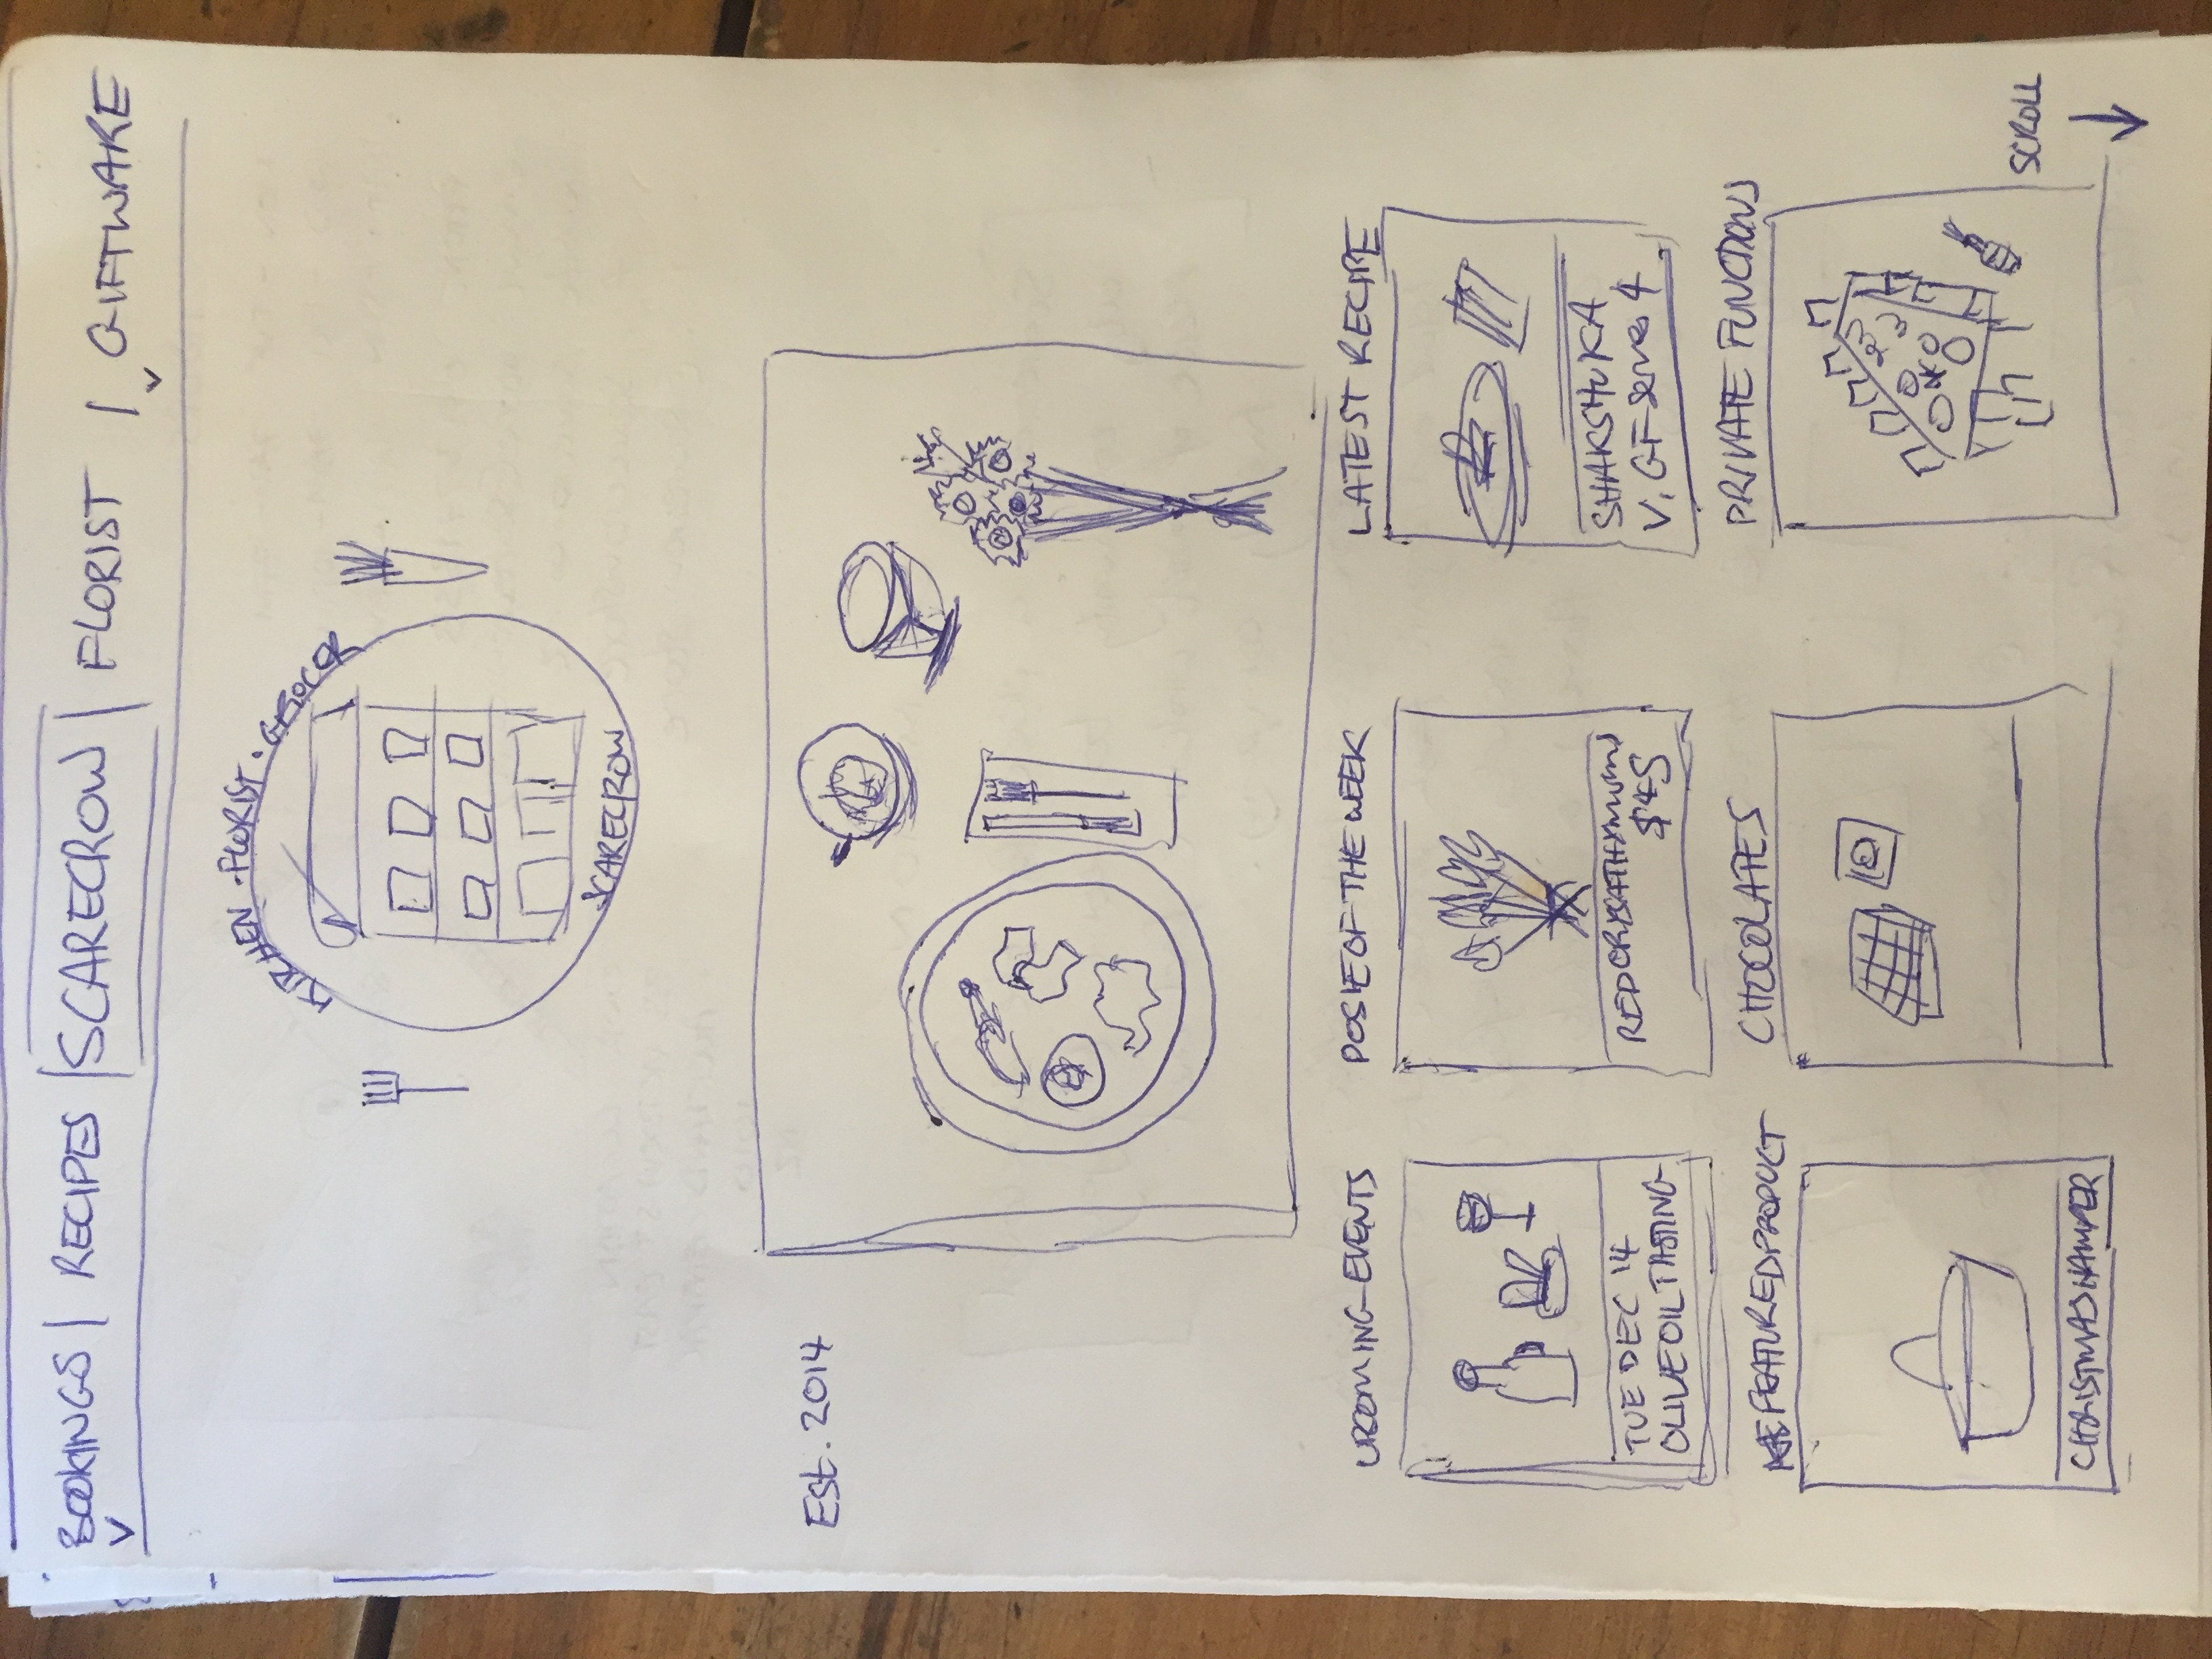 BOOKINGS | RECIPES | SCARECROW | FLORIST | GIFTWARE
KITCHEN · FLORIST · GROCER
SCARECROW
Est. 2014
UPCOMING EVENTS
POSIE OF THE WEEK
LATEST RECIPE
TUE DEC 14
OLIVE OIL TASTING
RED CRYSATHYMUMS
$45
SHAKSHUKA
V, GF serves 4
FEATURED PRODUCT
CHOCOLATES
PRIVATE FUNCTIONS
CHRISTMAS HAMPER
SCROLL